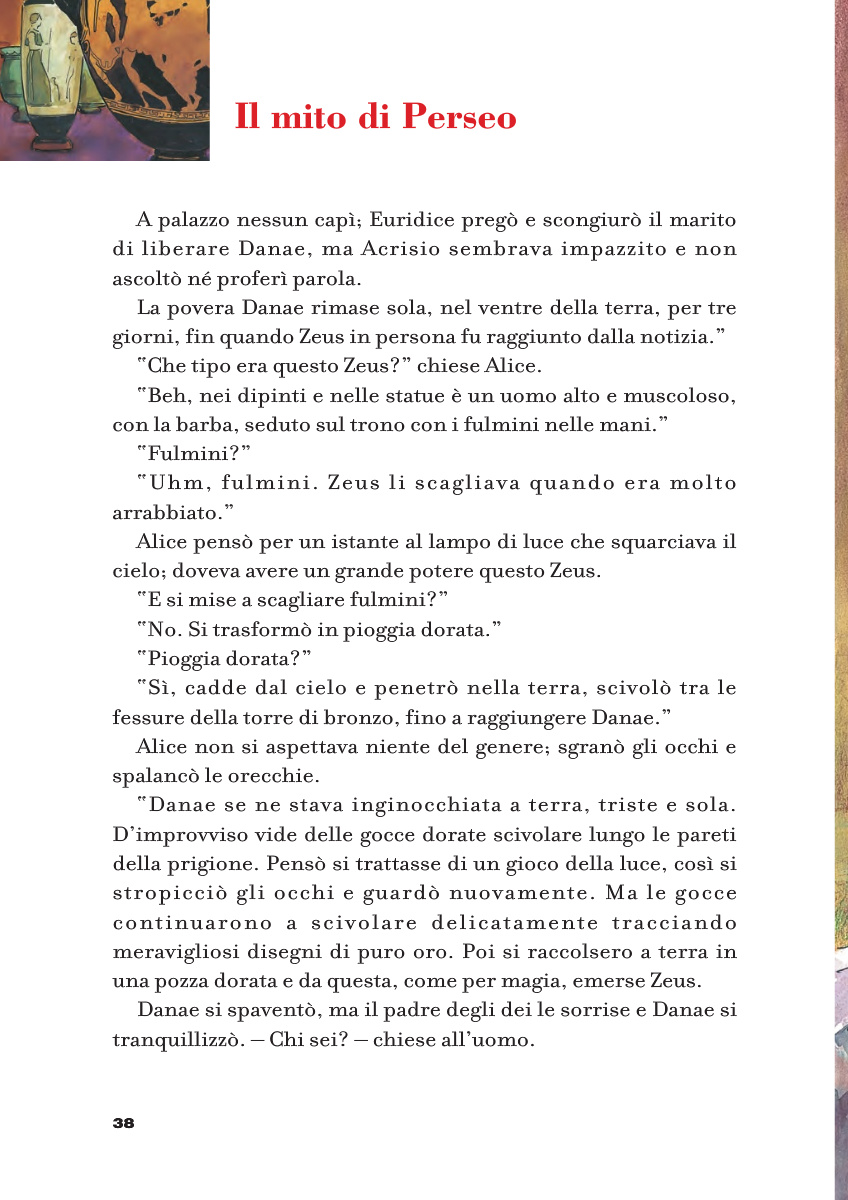 Il mito di Perseo
A palazzo nessun capì; Euridice pregò e scongiurò il marito
di liberare Danae, ma Acrisio sembrava impazzito e non
ascoltò né proferì parola.
La povera Danae rimase sola, nel ventre della terra, per tre
giorni, fin quando Zeus in persona fu raggiunto dalla notizia.”
‟Che tipo era questo Zeus?” chiese Alice.
‟Beh, nei dipinti e nelle statue è un uomo alto e muscoloso,
con la barba, seduto sul trono con i fulmini nelle mani.”
‟Fulmini?”
‟Uhm, fulmini. Zeus li scagliava quando era molto
arrabbiato.”
Alice pensò per un istante al lampo di luce che squarciava il
cielo; doveva avere un grande potere questo Zeus.
‟E si mise a scagliare fulmini?”
‟No. Si trasformò in pioggia dorata.”
‟Pioggia dorata?”
‟Sì, cadde dal cielo e penetrò nella terra, scivolò tra le
fessure della torre di bronzo, fino a raggiungere Danae.”
Alice non si aspettava niente del genere; sgranò gli occhi e
spalancò le orecchie.
‟Danae se ne stava inginocchiata a terra, triste e sola.
D’improvviso vide delle gocce dorate scivolare lungo le pareti
della prigione. Pensò si trattasse di un gioco della luce, così si
stropicciò gli occhi e guardò nuovamente. Ma le gocce
continuarono a scivolare delicatamente tracciando
meravigliosi disegni di puro oro. Poi si raccolsero a terra in
una pozza dorata e da questa, come per magia, emerse Zeus.
Danae si spaventò, ma il padre degli dei le sorrise e Danae si
tranquillizzò. – Chi sei? – chiese all’uomo.
38